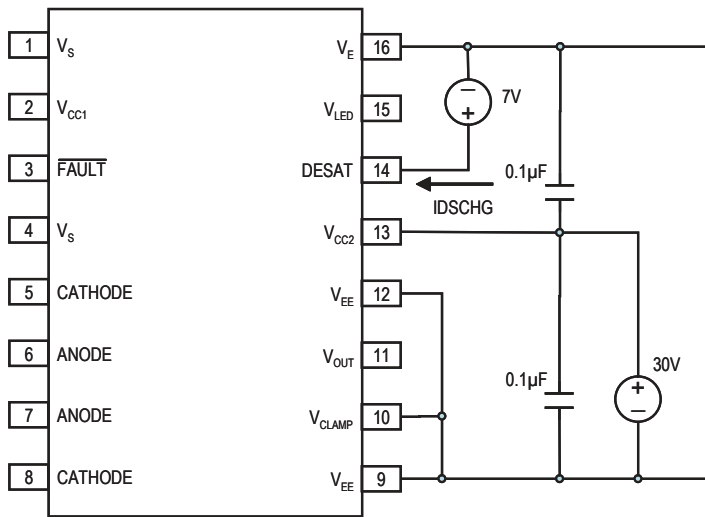 1 V_S
2 V_CC1
3 FAULT
4 V_S
5 CATHODE
6 ANODE
7 ANODE
8 CATHODE
V_E 16
V_LED 15
DESAT 14
V_CC2 13
V_EE 12
V_OUT 11
V_CLAMP 10
V_EE 9
− 7V
+
IDSCHG
0.1µF
0.1µF
30V
+
−